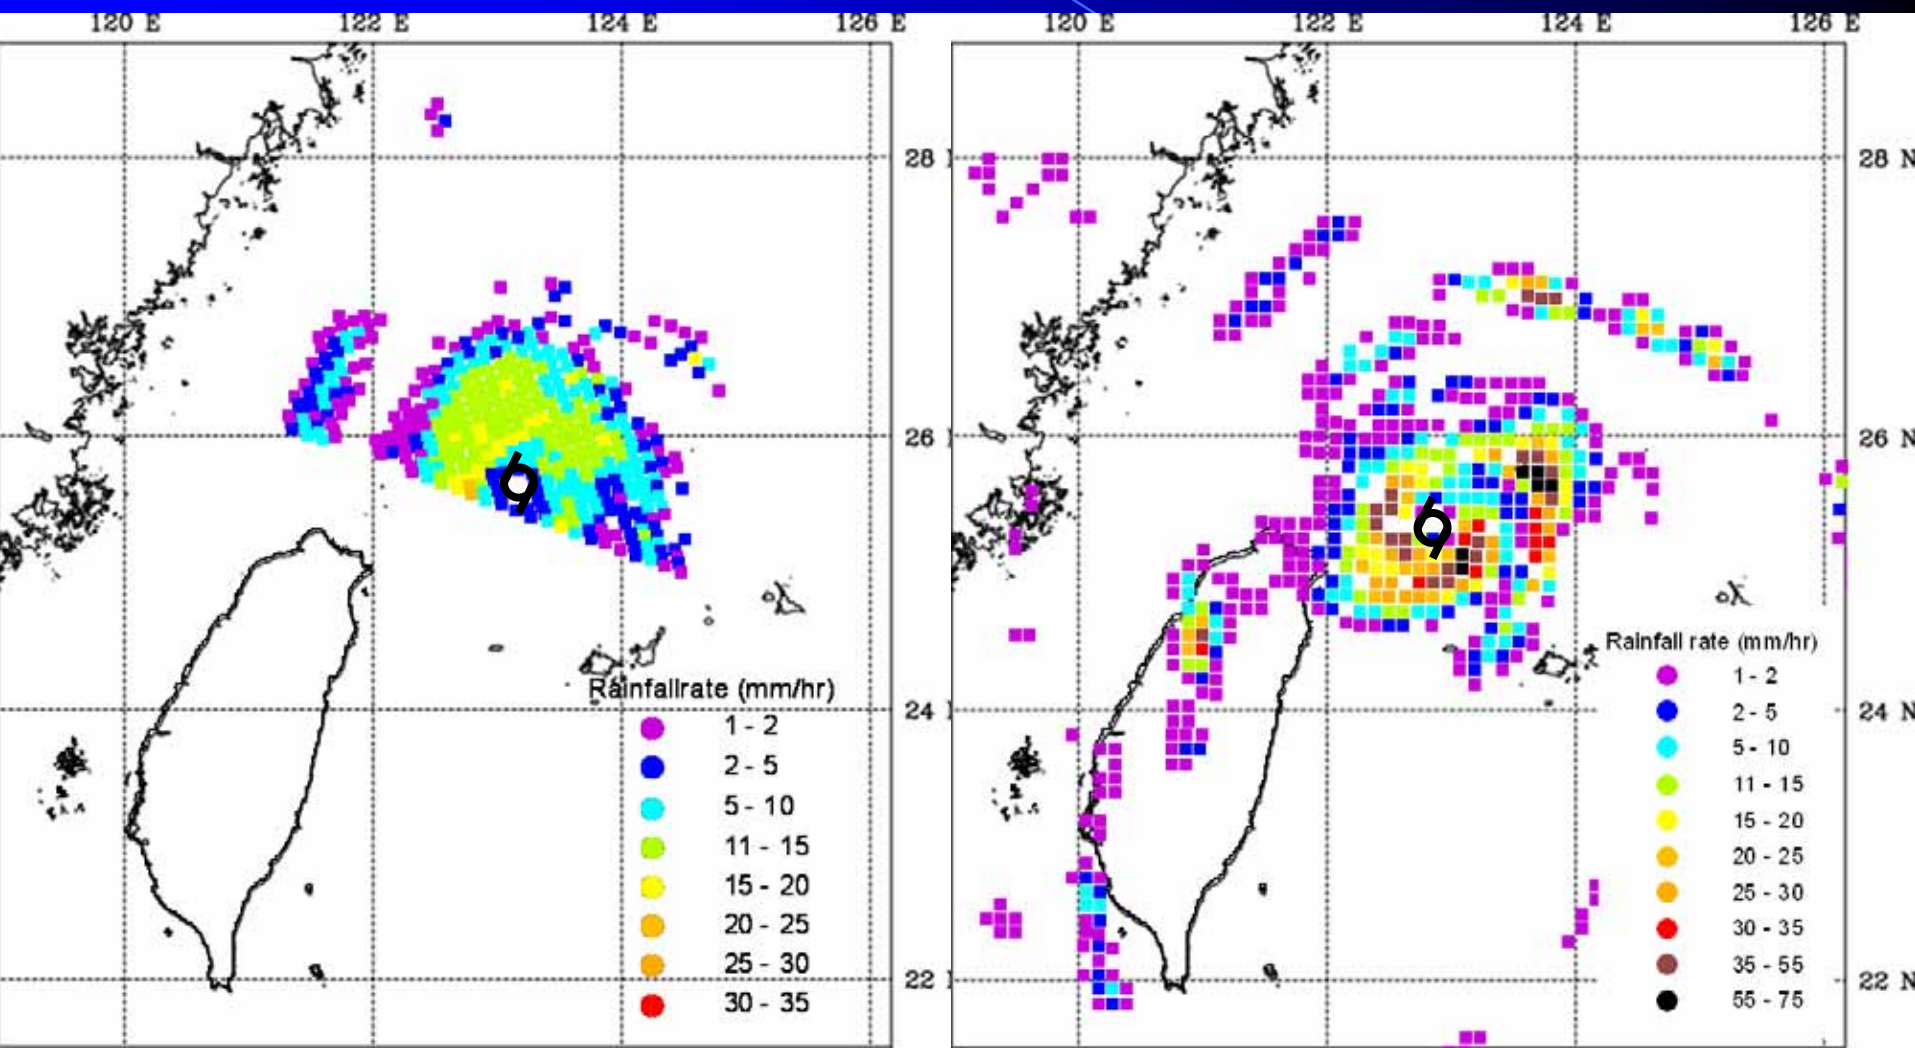 120 E 122 E 124 E 126 E
28
26
24
22
Rainfallrate (mm/hr)
1 - 2
2 - 5
5 - 10
11 - 15
15 - 20
20 - 25
25 - 30
30 - 35
120 E 122 E 124 E 126 E
28 N
26 N
24 N
22 N
Rainfall rate (mm/hr)
1 - 2
2 - 5
5 - 10
11 - 15
15 - 20
20 - 25
25 - 30
30 - 35
35 - 55
55 - 75